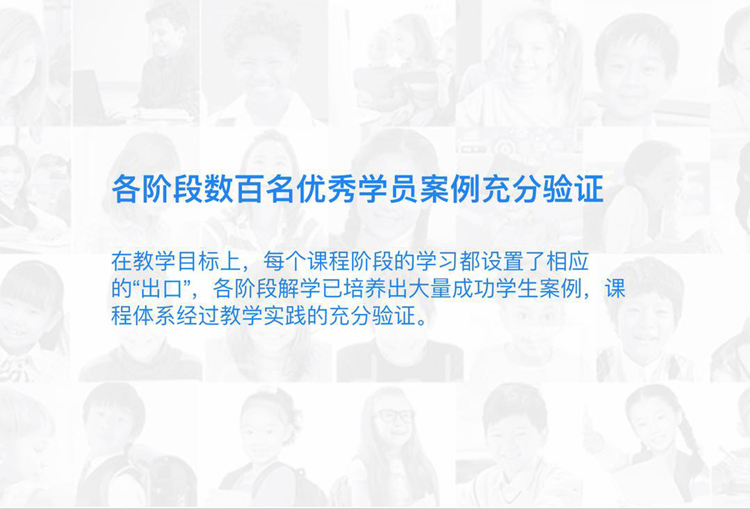 各阶段数百名优秀学员案例充分验证
在教学目标上，每个课程阶段的学习都设置了相应
的“出口”，各阶段解学已培养出大量成功学生案例，课
程体系经过教学实践的充分验证。